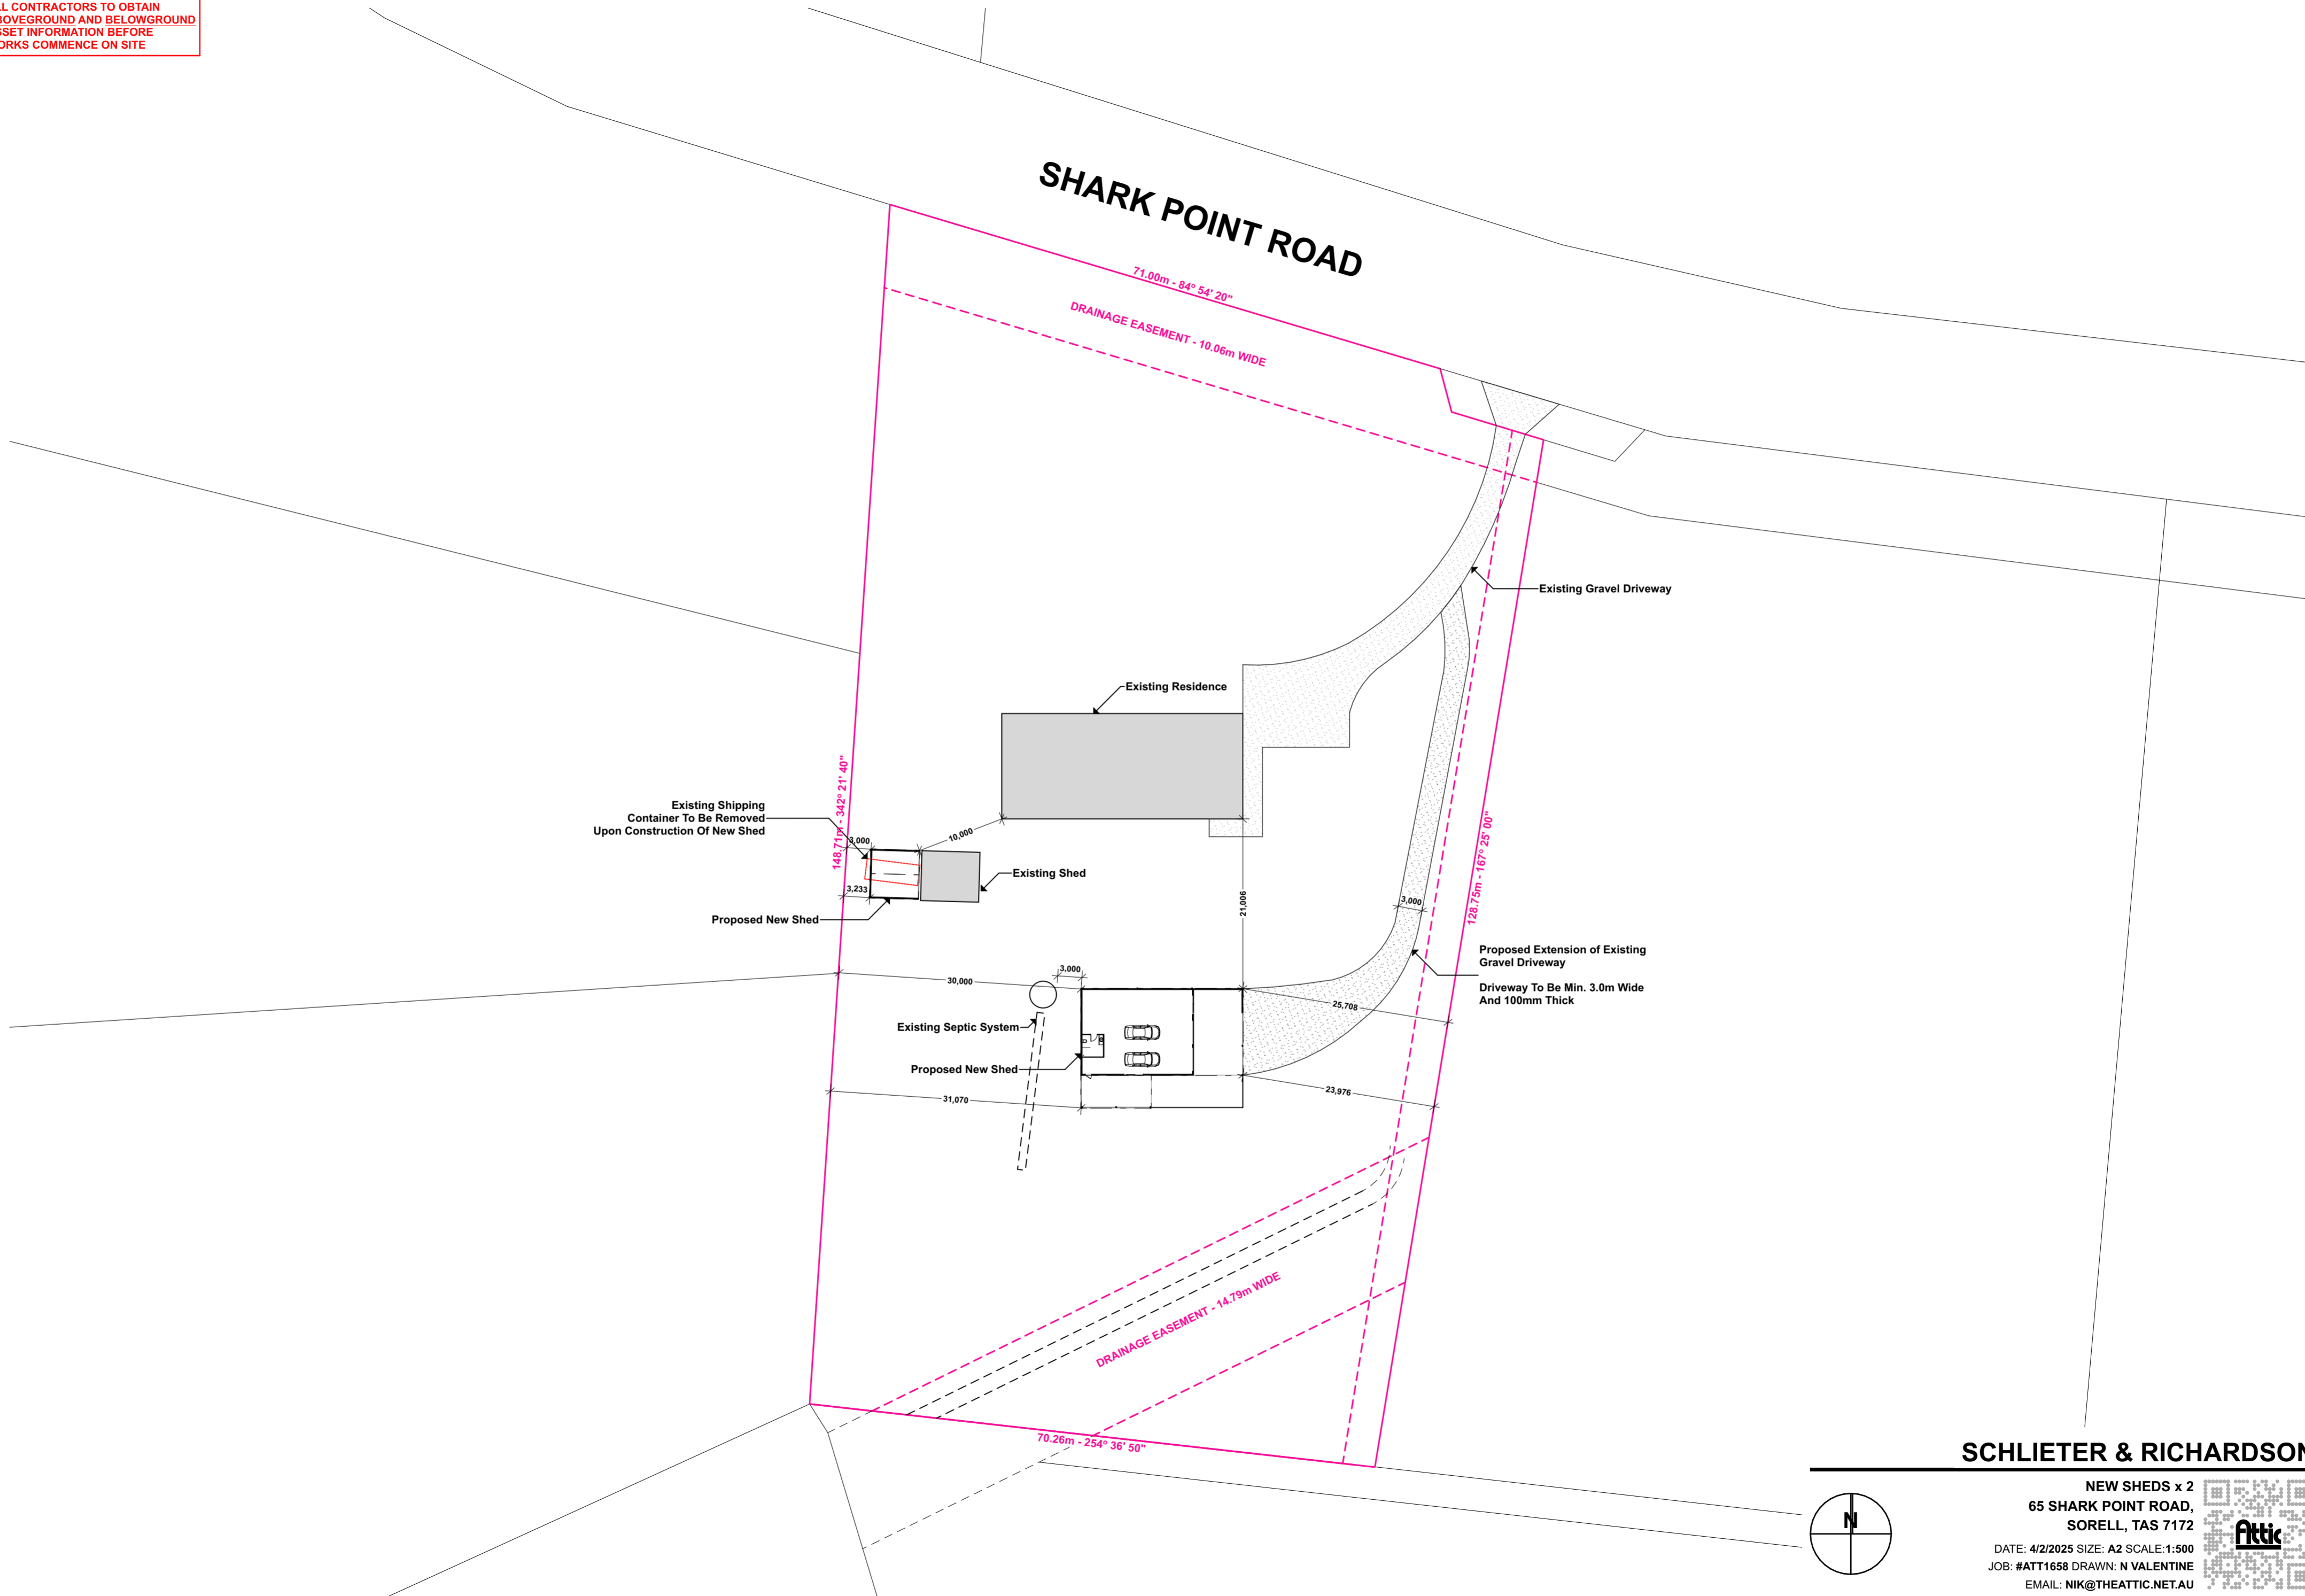 CONTRACTORS TO OBTAIN
AND BELOWGROUND
INFORMATION BEFORE
COMMENCE ON SITE
SHARK POINT ROAD
71.00m - 84° 54' 20"
DRAINAGE EASEMENT - 10.06m WIDE
Existing Gravel Driveway
Existing Residence
148.71m - 342° 21' 40"
Existing Shipping
Container To Be Removed
Upon Construction Of New Shed
3,000
10,000
Existing Shed
3,233
Proposed New Shed
21,006
128.75m - 167° 25' 00"
3,000
Proposed Extension of Existing
Gravel Driveway
Driveway To Be Min. 3.0m Wide
And 100mm Thick
3,000
30,000
25,708
Existing Septic System
Proposed New Shed
31,070
23,976
DRAINAGE EASEMENT - 14.79m WIDE
70.26m - 254° 36' 50"
SCHLIETER & RICHARDSON
N
NEW SHEDS x 2
65 SHARK POINT ROAD,
SORELL, TAS 7172
Attic
DATE: 4/2/2025 SIZE: A2 SCALE:1:500
JOB: #ATT1658 DRAWN: N VALENTINE
EMAIL: NIK@THEATTIC.NET.AU